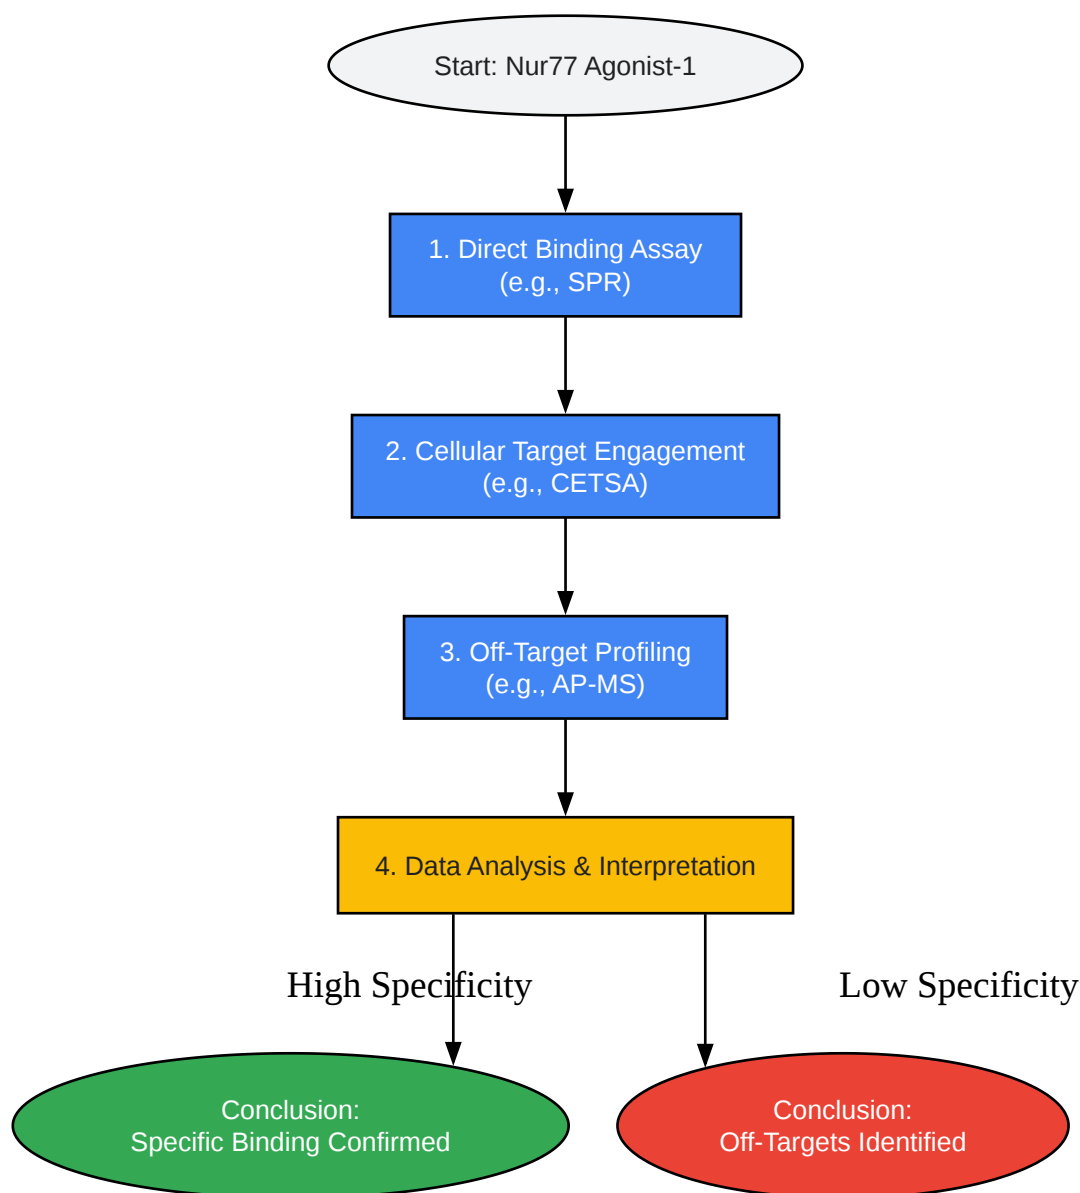 Start: Nur77 Agonist-1
1. Direct Binding Assay
(e.g., SPR)
2. Cellular Target Engagement
(e.g., CETSA)
3. Off-Target Profiling
(e.g., AP-MS)
4. Data Analysis & Interpretation
High Specificity
Low Specificity
Conclusion:
Specific Binding Confirmed
Conclusion:
Off-Targets Identified